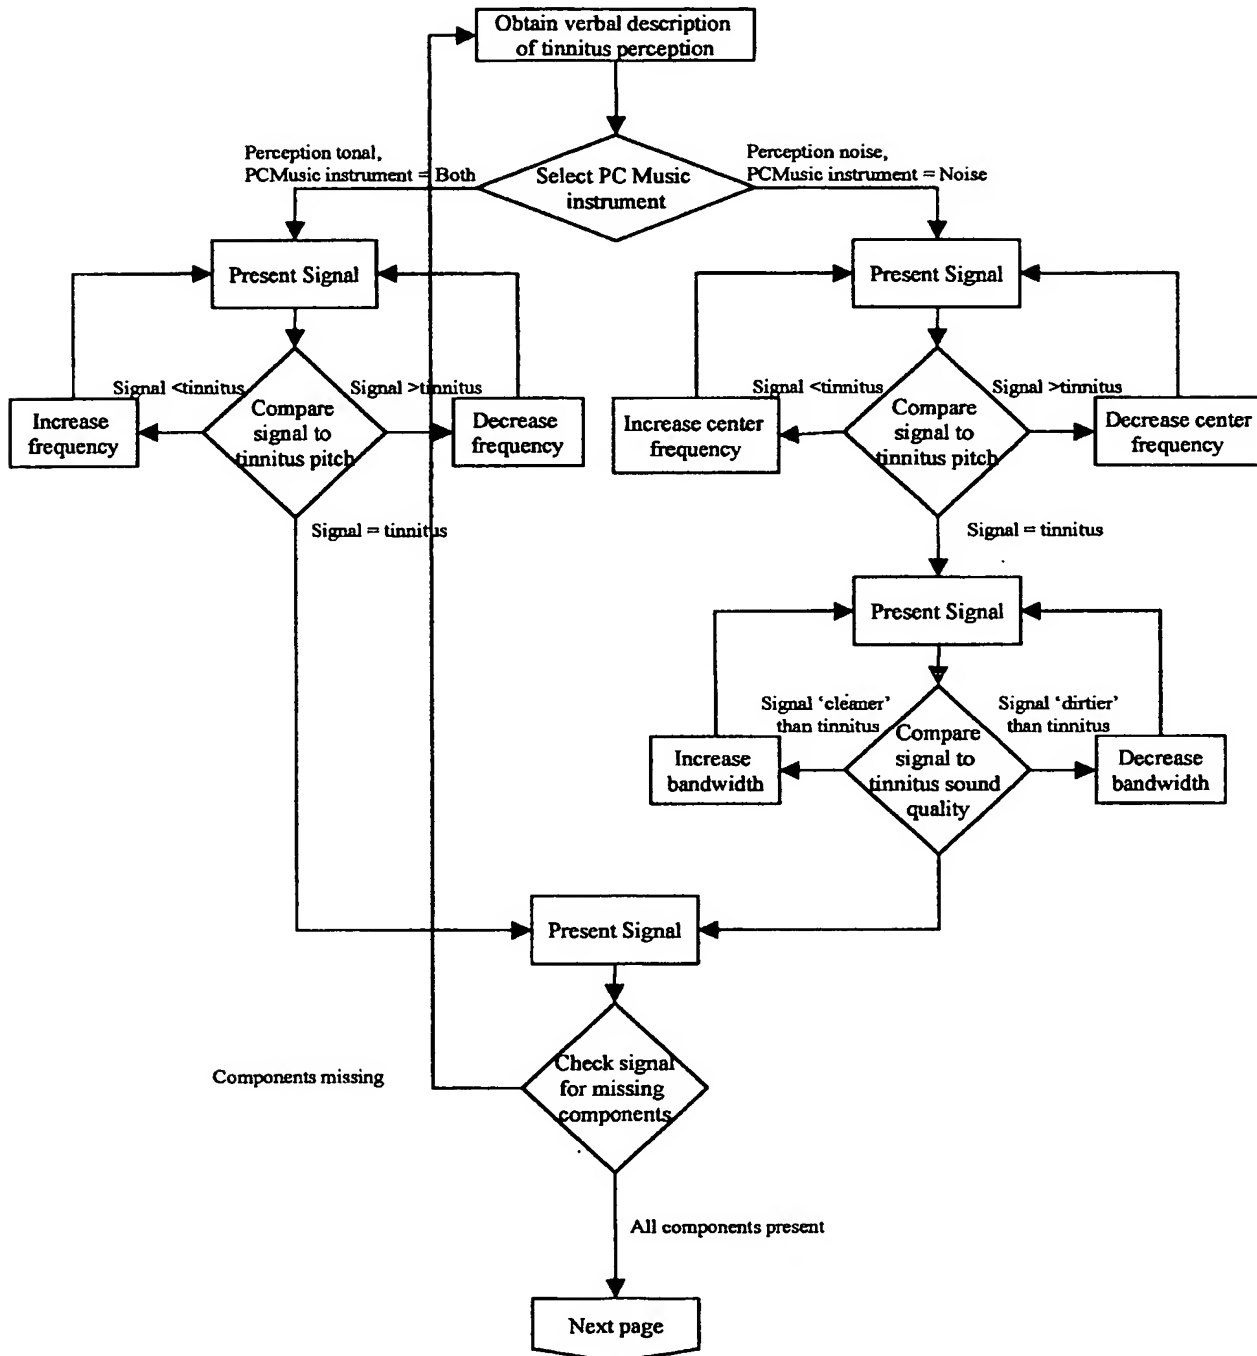 Obtain verbal description
of tinnitus perception
Perception tonal,
PCMusic instrument = Both
Select PC Music
instrument
Perception noise,
PCMusic instrument = Noise
Present Signal
Present Signal
Signal <tinnitus
Signal >tinnitus
Increase
frequency
Compare
signal to
tinnitus pitch
Decrease
frequency
Signal <tinnitus
Signal >tinnitus
Increase center
frequency
Compare
signal to
tinnitus pitch
Decrease center
frequency
Signal = tinnitus
Signal = tinnitus
Present Signal
Signal ‘cleaner’
than tinnitus
Signal ‘dirtier’
than tinnitus
Increase
bandwidth
Compare
signal to
tinnitus sound
quality
Decrease
bandwidth
Present Signal
Components missing
Check signal
for missing
components
All components present
Next page